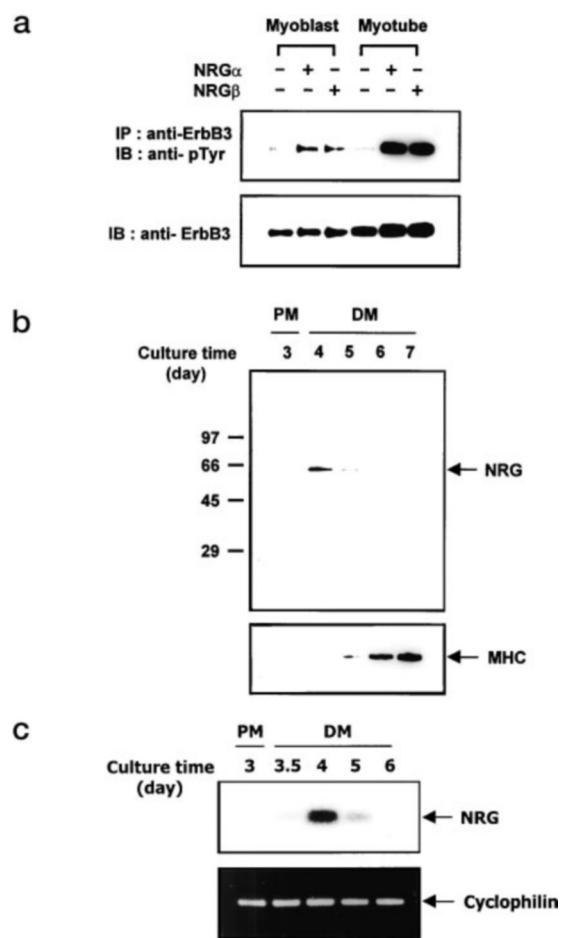 a
Myoblast Myotube
NRGα – + – – + –
NRGβ – – + – – +
IP : anti-ErbB3
IB : anti- pTyr
IB : anti- ErbB3
b
PM DM
Culture time 3 4 5 6 7
(day)
97
66
NRG
45
29
MHC
c
PM DM
Culture time 3 3.5 4 5 6
(day)
NRG
Cyclophilin